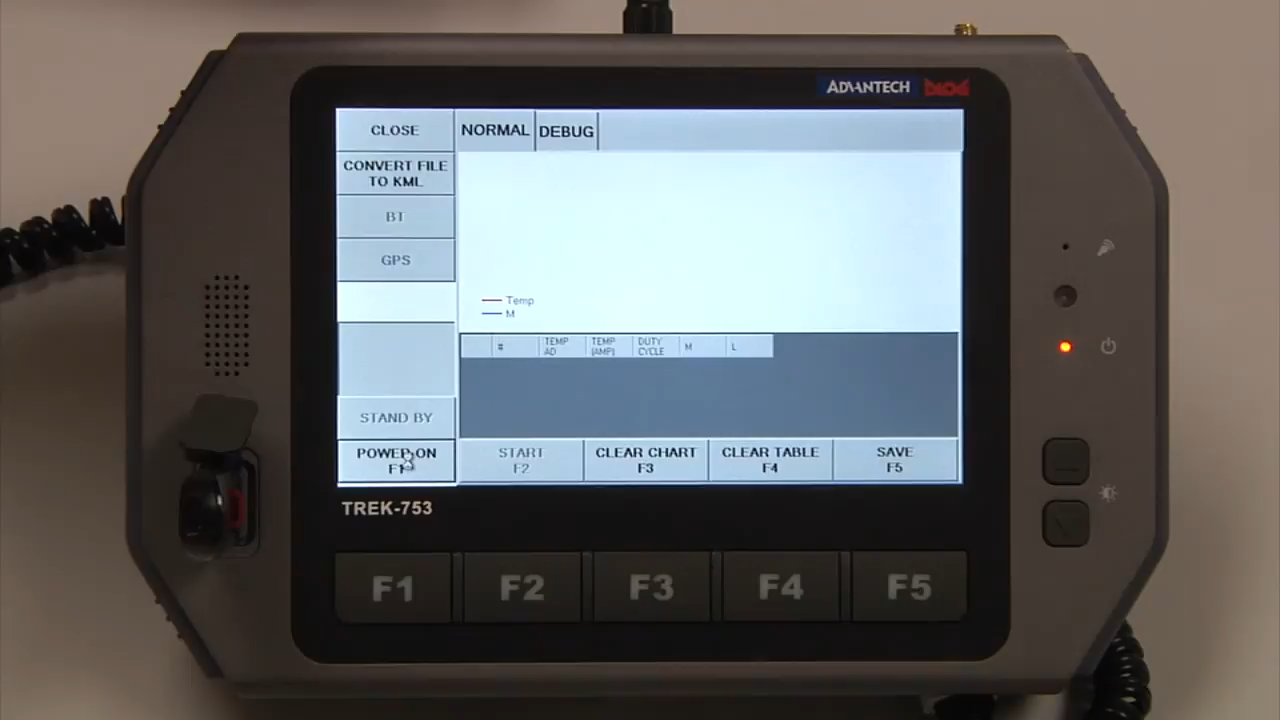 ADVANTECH DLOG
CLOSE
NORMAL
DEBUG
CONVERT FILE
TO KML
BT
GPS
Temp
M
#
TEMP
AD
TEMP
(AMP)
DUTY
CYCLE
M
L
STAND BY
POWER ON
F1
START
F2
CLEAR CHART
F3
CLEAR TABLE
F4
SAVE
F5
TREK-753
F1
F2
F3
F4
F5